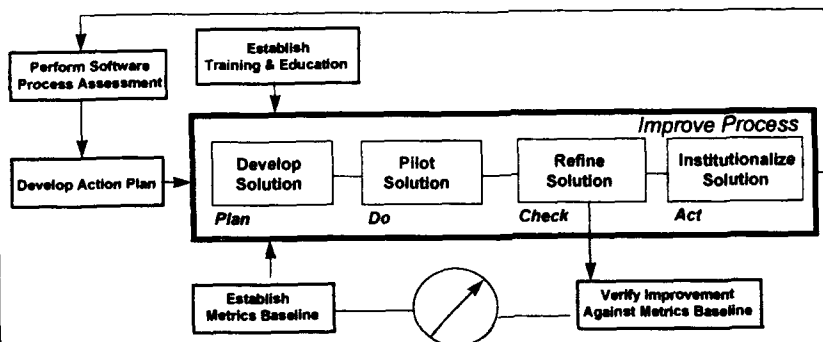 Establish
Training & Education
Perform Software
Process Assessment
Improve Process
Develop
Solution
Pilot
Solution
Refine
Solution
Institutionalize
Solution
Develop Action Plan
Plan
Do
Check
Act
Establish
Metrics Baseline
Verify Improvement
Against Metrics Baseline